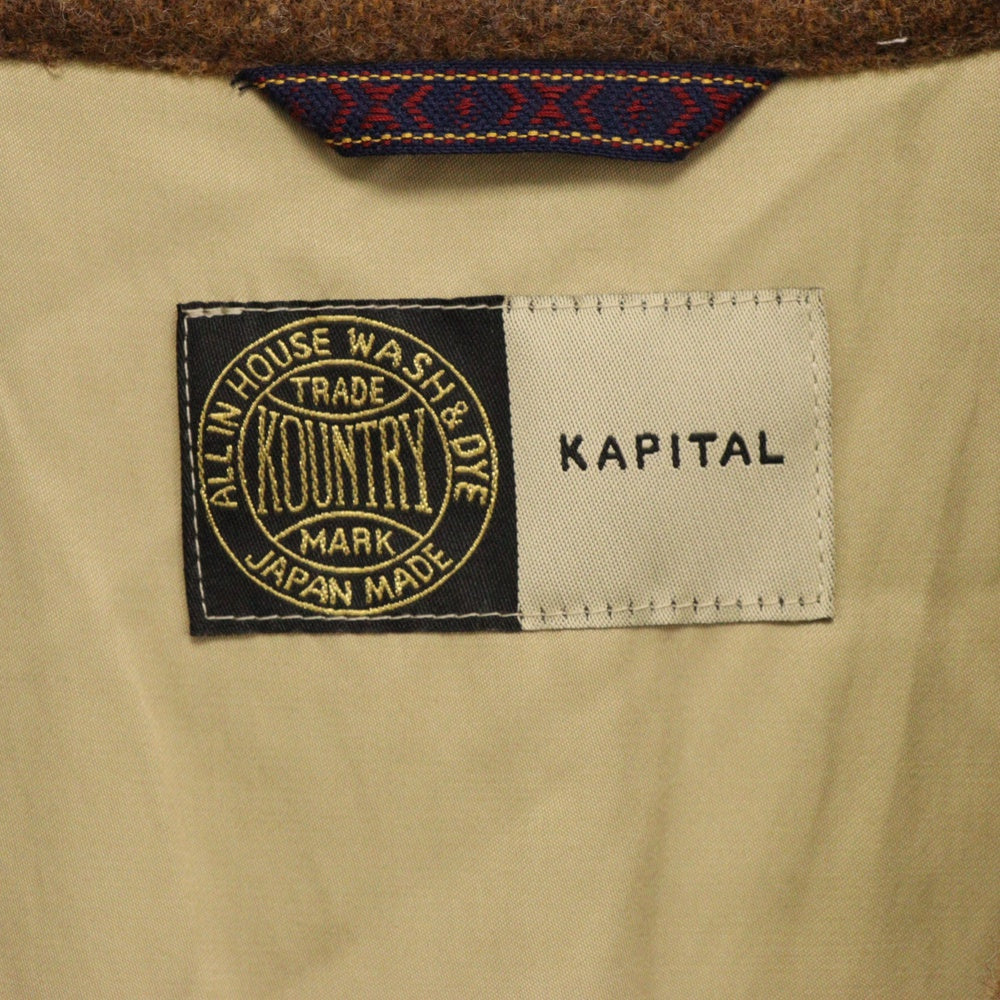 ALL IN HOUSE WASH & DYE
TRADE
KOUNTRY
MARK
JAPAN MADE
KAPITAL